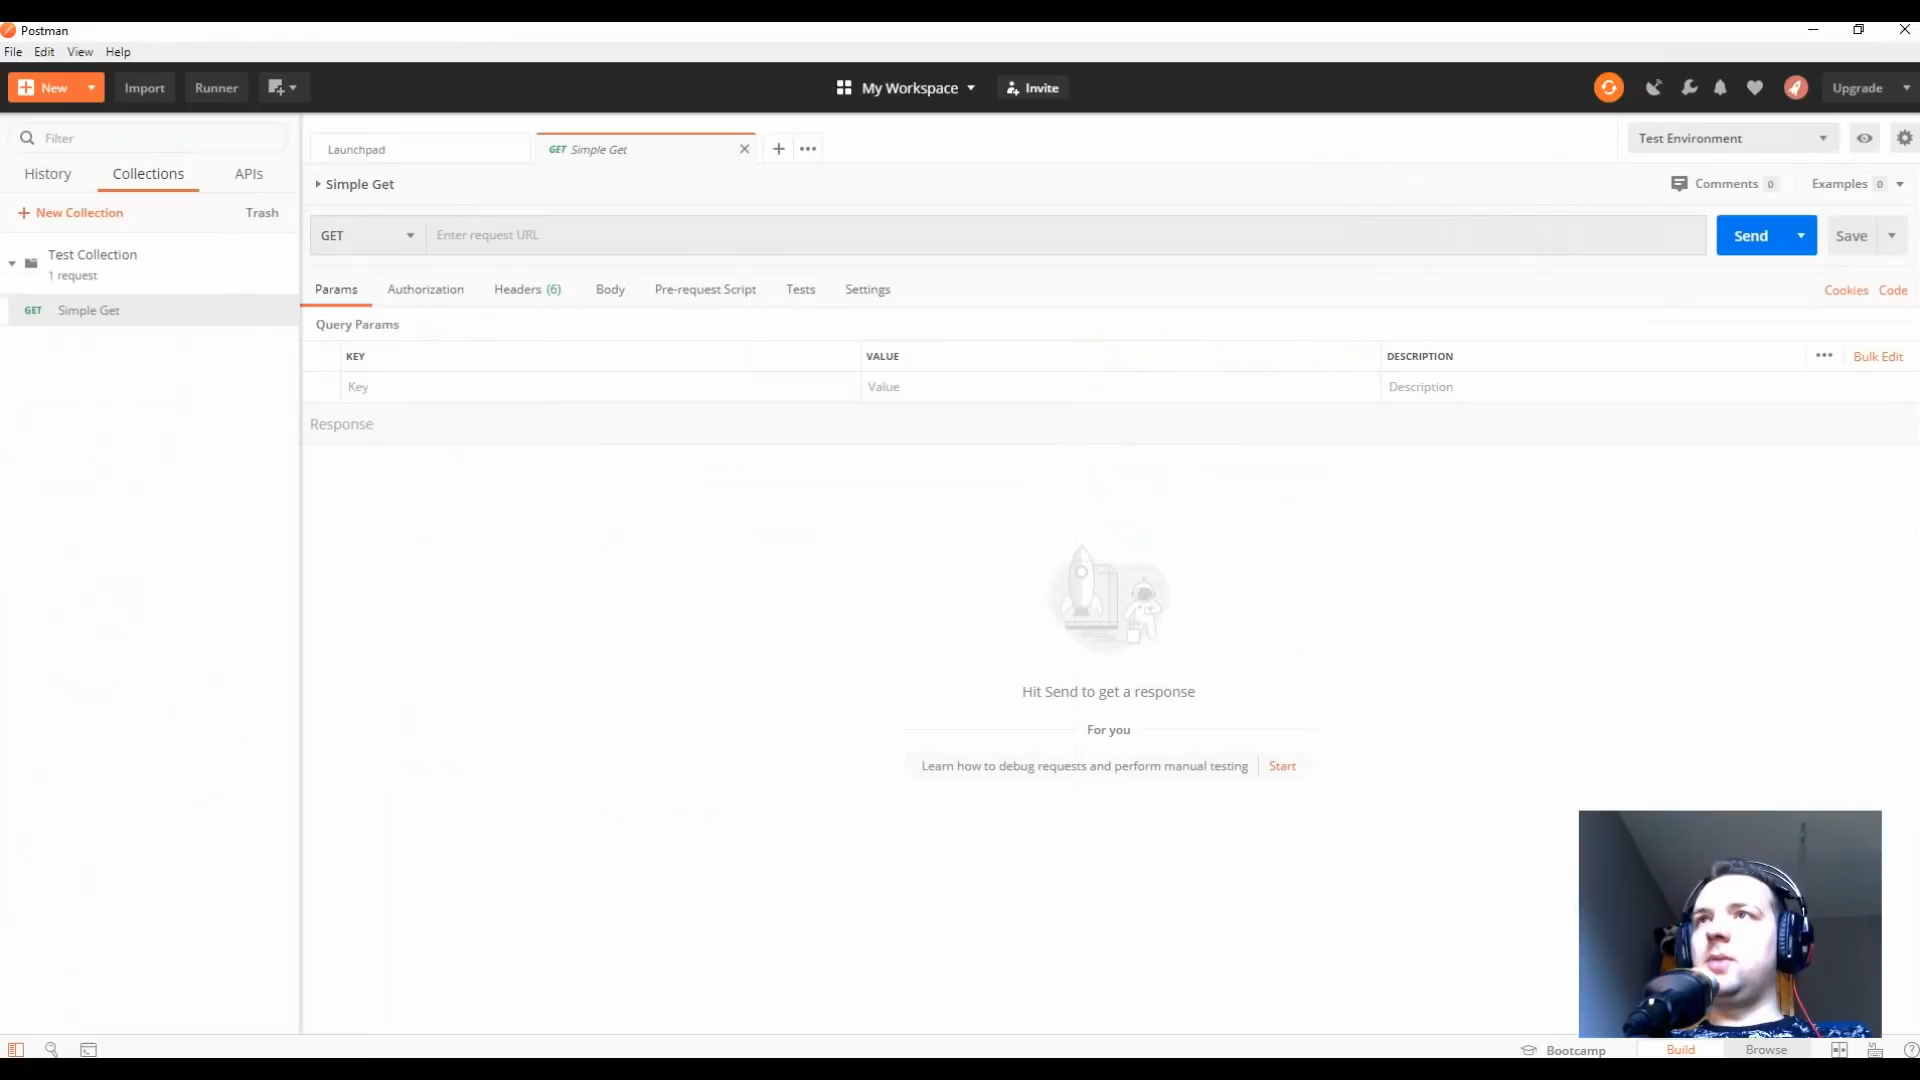 Postman
File Edit View Help
New Import Runner My Workspace Invite Upgrade
Filter
Launchpad GET Simple Get Test Environment
History Collections APIs
Simple Get Comments 0 Examples 0
New Collection Trash
GET Enter request URL Send Save
Test Collection
1 request
Params Authorization Headers (6) Body Pre-request Script Tests Settings Cookies Code
GET Simple Get
Query Params
KEY VALUE DESCRIPTION Bulk Edit
Key Value Description
Response
Hit Send to get a response
For you
Learn how to debug requests and perform manual testing Start
Bootcamp Build Browse